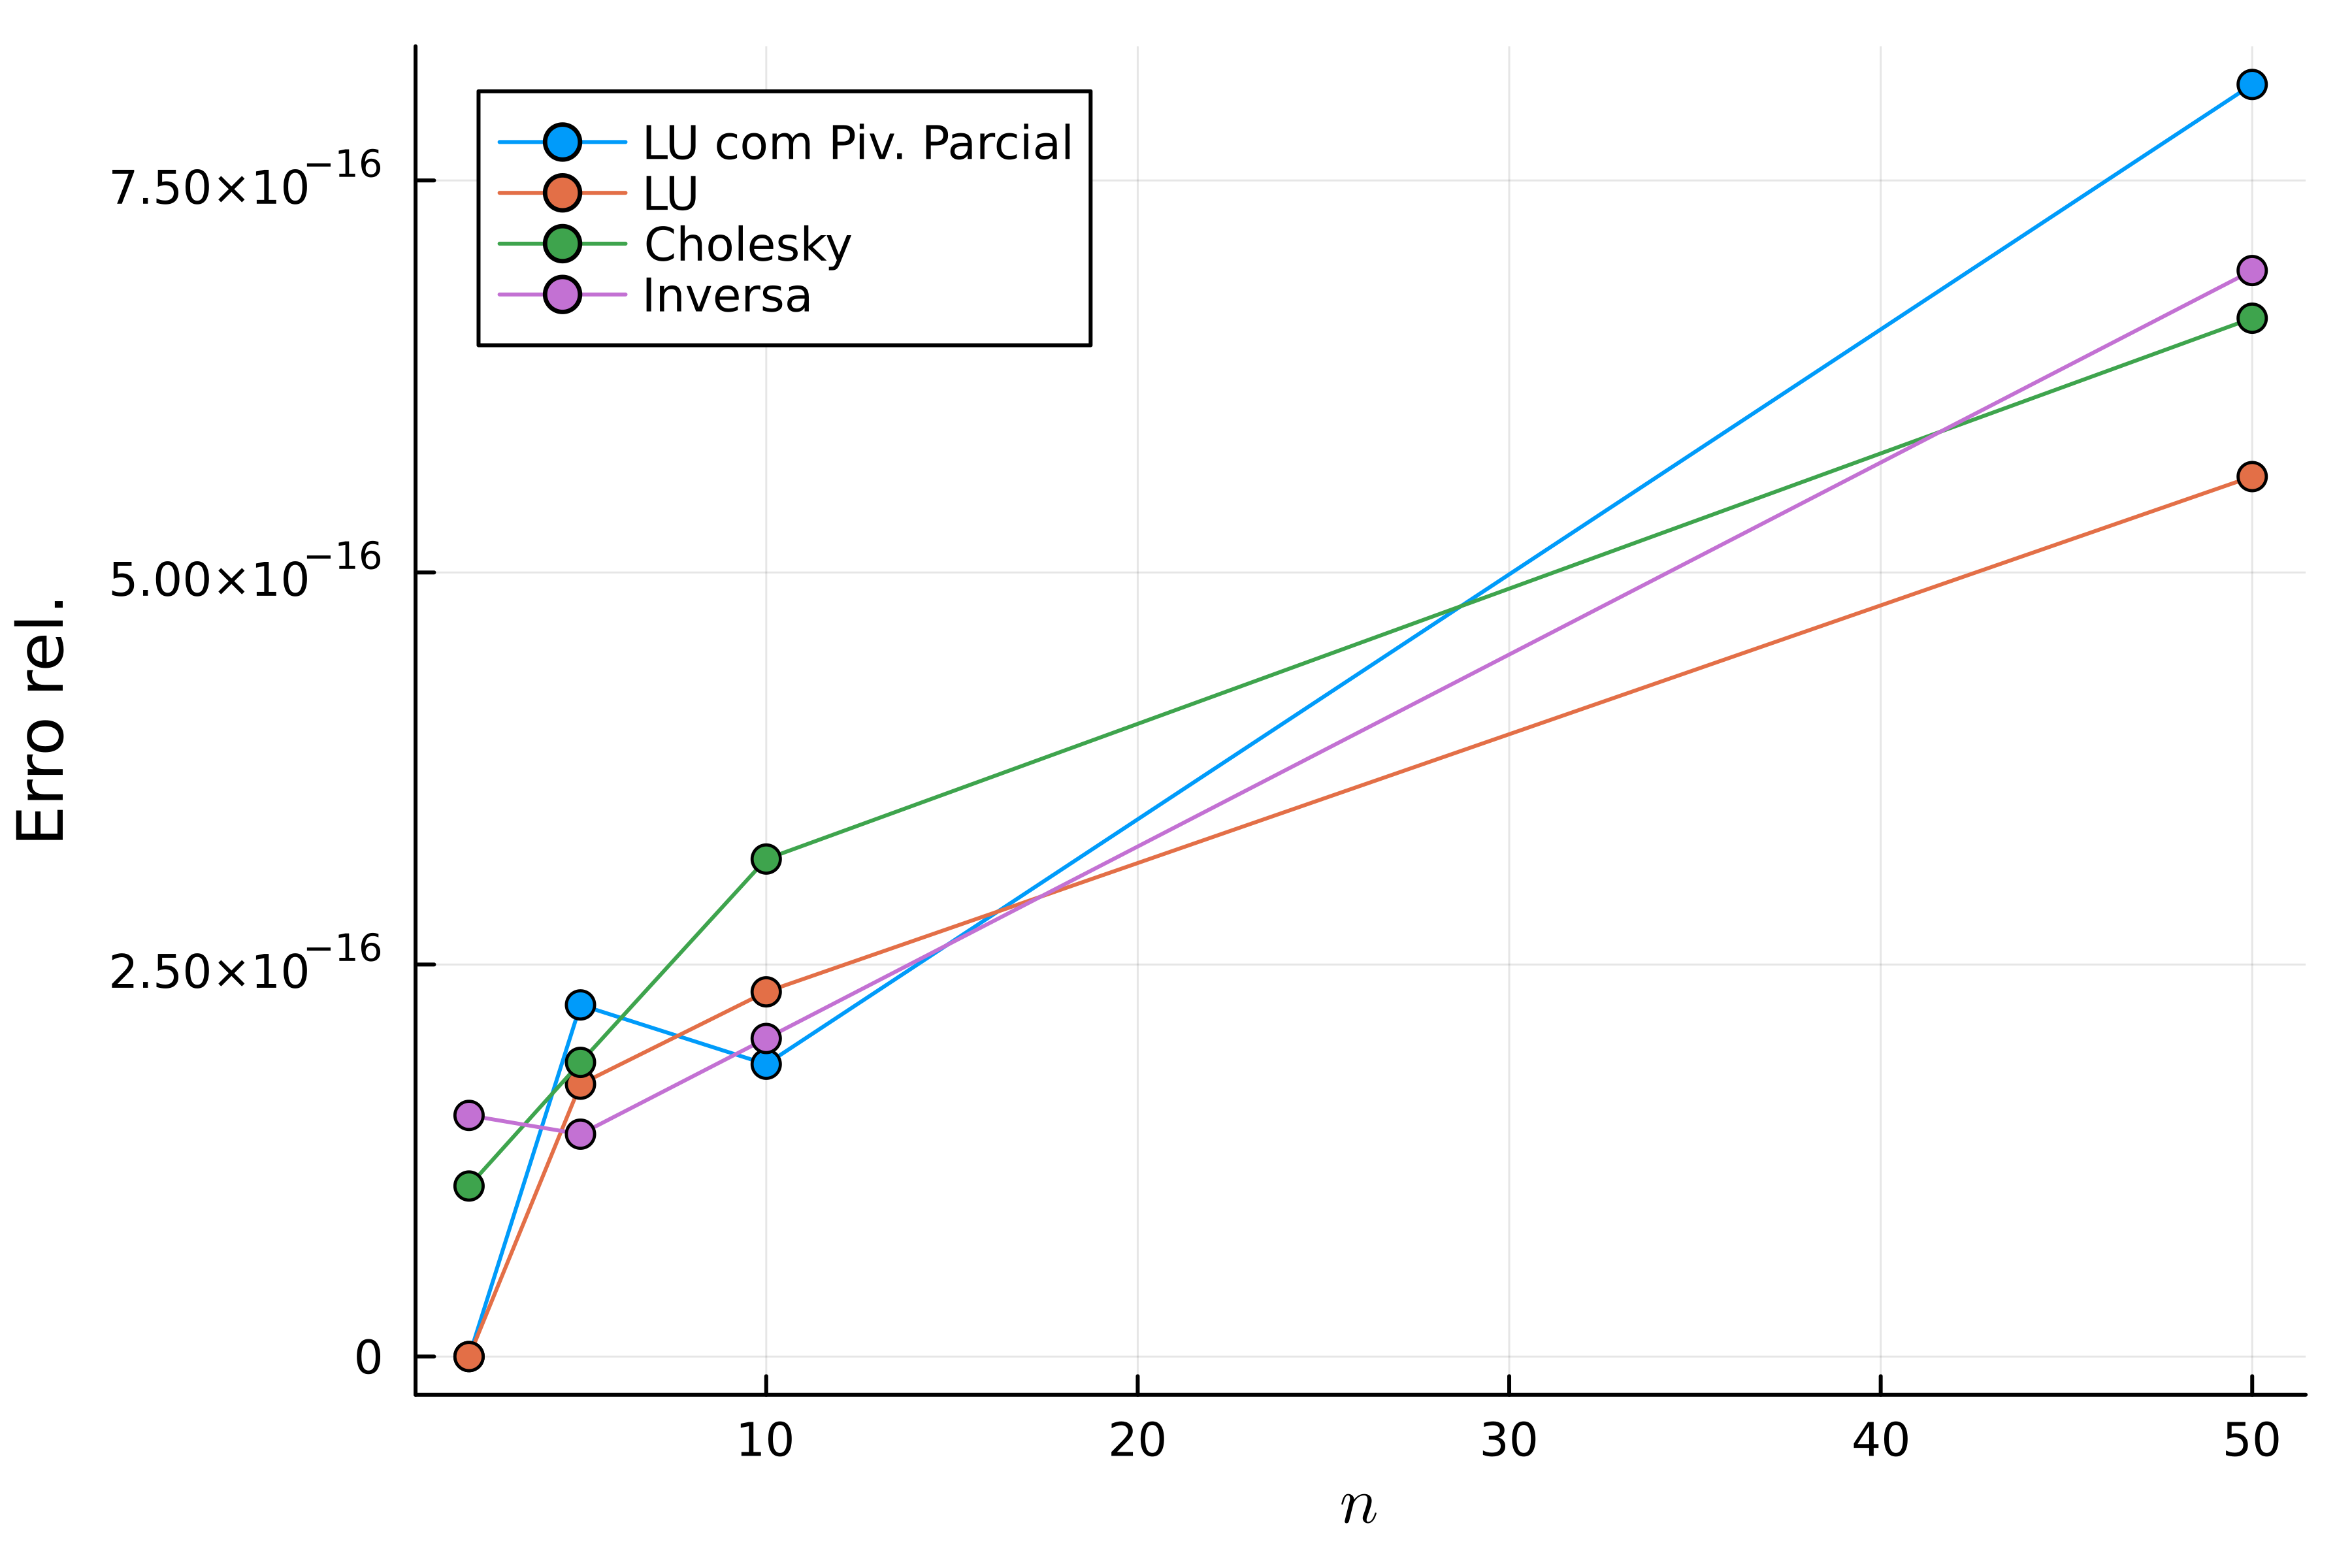 LU com Piv. Parcial
LU
Cholesky
Inversa
7.50×10⁻¹⁶
5.00×10⁻¹⁶
2.50×10⁻¹⁶
0
Erro rel.
10 20 30 40 50
n